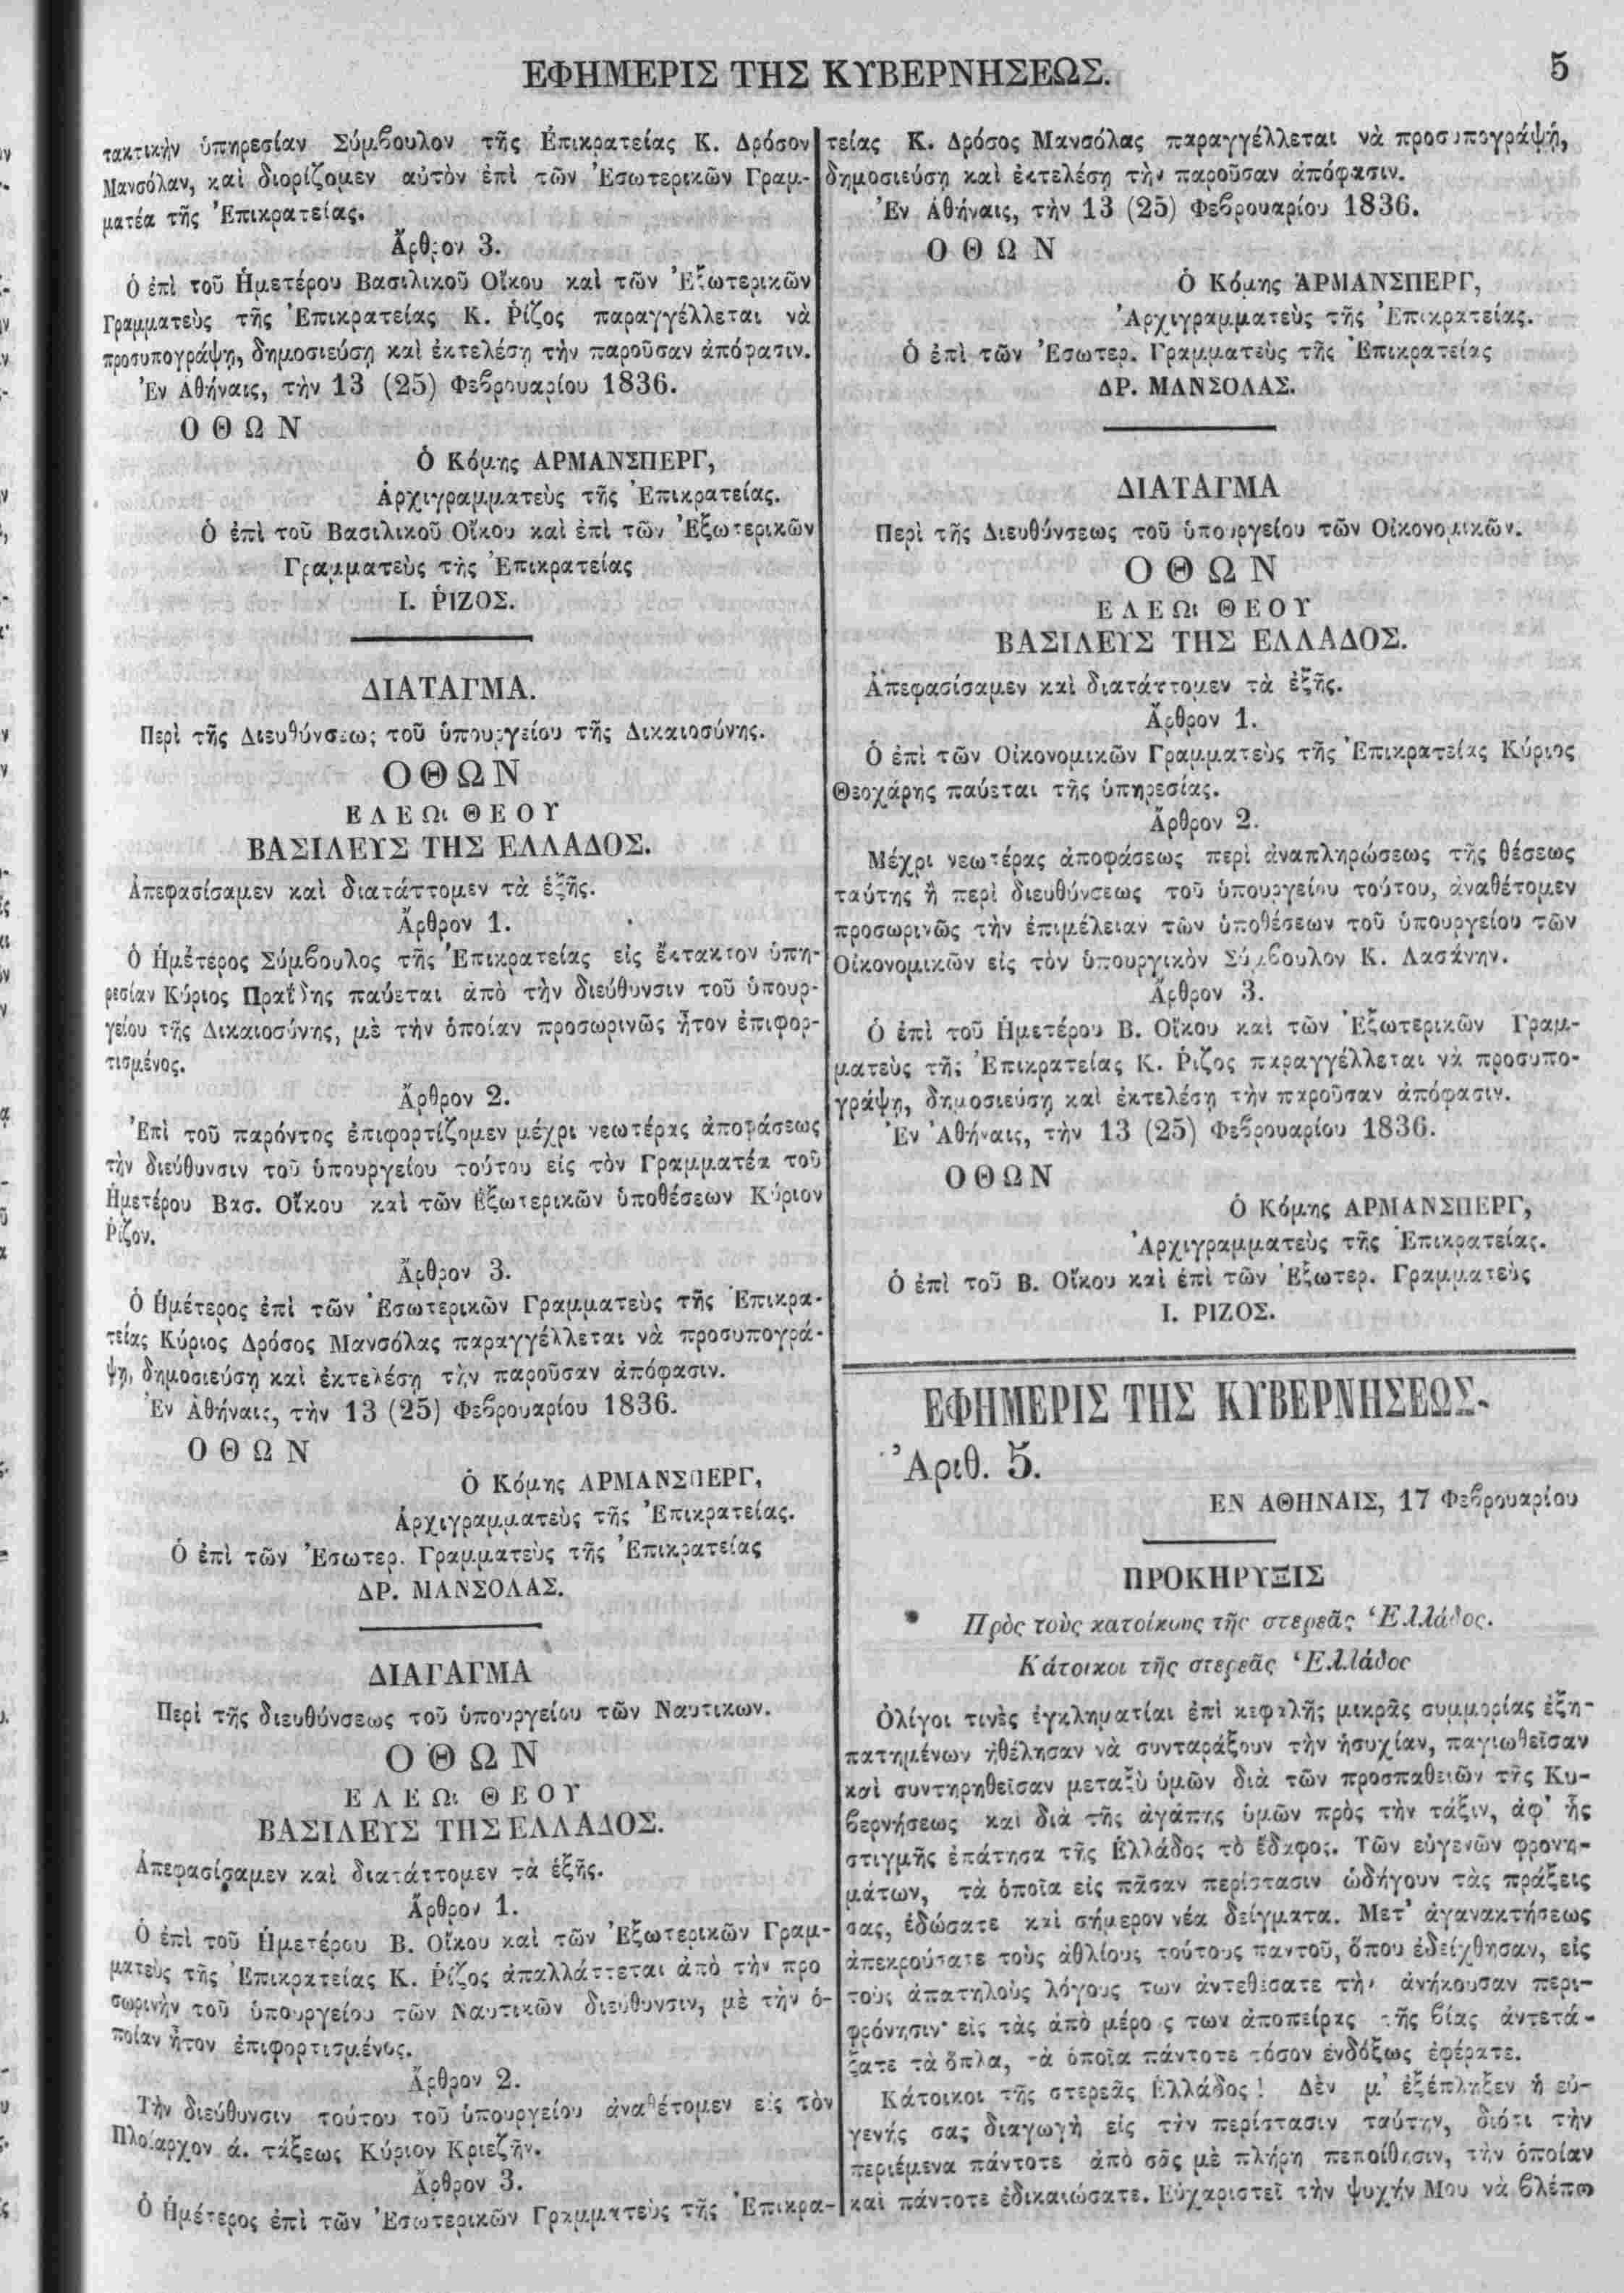 ΕΦΗΜΕΡΙΣ ΤΗΣ ΚΥΒΕΡΝΗΣΕΩΣ.
5
τακτικὴν ὑπηρεσίαν Σύμβουλον τῆς Ἐπικρατείας Κ. Δρόσον
Μανσόλαν, καὶ διορίζομεν αὐτὸν ἐπὶ τῶν Ἐσωτερικῶν Γραμ-
ματέα τῆς Ἐπικρατείας.
Ἄρθρον 3.
Ὁ ἐπὶ τοῦ Ἡμετέρου Βασιλικοῦ Οἴκου καὶ τῶν Ἐξωτερικῶν
Γραμματεὺς τῆς Ἐπικρατείας Κ. Ῥίζος παραγγέλλεται νὰ
προσυπογράψῃ, δημοσιεύσῃ καὶ ἐκτελέσῃ τὴν παροῦσαν ἀπόφασιν.
Ἐν Ἀθήναις, τὴν 13 (25) Φεβρουαρίου 1836.
ΟΘΩΝ
Ὁ Κόμης ΑΡΜΑΝΣΠΕΡΓ,
Ἀρχιγραμματεὺς τῆς Ἐπικρατείας.
Ὁ ἐπὶ τοῦ Βασιλικοῦ Οἴκου καὶ ἐπὶ τῶν Ἐξωτερικῶν
Γραμματεὺς τῆς Ἐπικρατείας
Ι. ῬΙΖΟΣ.
ΔΙΑΤΑΓΜΑ.
Περὶ τῆς Διευθύνσεως τοῦ ὑπουργείου τῆς Δικαιοσύνης.
ΟΘΩΝ
ΕΛΕΩι ΘΕΟΥ
ΒΑΣΙΛΕΥΣ ΤΗΣ ΕΛΛΑΔΟΣ.
Ἀπεφασίσαμεν καὶ διατάττομεν τὰ ἑξῆς.
Ἄρθρον 1.
Ὁ Ἡμέτερος Σύμβουλος τῆς Ἐπικρατείας εἰς ἔκτακτον ὑπη-
ρεσίαν Κύριος Πραΐδης παύεται ἀπὸ τὴν διεύθυνσιν τοῦ ὑπουρ-
γείου τῆς Δικαιοσύνης, μὲ τὴν ὁποίαν προσωρινῶς ἦτον ἐπιφορ-
τισμένος.
Ἄρθρον 2.
Ἐπὶ τοῦ παρόντος ἐπιφορτίζομεν μέχρι νεωτέρας ἀποφάσεως
τὴν διεύθυνσιν τοῦ ὑπουργείου τούτου εἰς τὸν Γραμματέα τοῦ
Ἡμετέρου Βασ. Οἴκου καὶ τῶν Ἐξωτερικῶν ὑποθέσεων Κύριον
Ῥίζον.
Ἄρθρον 3.
Ὁ Ἡμέτερος ἐπὶ τῶν Ἐσωτερικῶν Γραμματεὺς τῆς Ἐπικρα-
τείας Κύριος Δρόσος Μανσόλας παραγγέλλεται νὰ προσυπογρά-
ψῃ, δημοσιεύσῃ καὶ ἐκτελέσῃ τὴν παροῦσαν ἀπόφασιν.
Ἐν Ἀθήναις, τὴν 13 (25) Φεβρουαρίου 1836.
ΟΘΩΝ
Ὁ Κόμης ΑΡΜΑΝΣΠΕΡΓ,
Ἀρχιγραμματεὺς τῆς Ἐπικρατείας.
Ὁ ἐπὶ τῶν Ἐσωτερ. Γραμματεὺς τῆς Ἐπικρατείας
ΔΡ. ΜΑΝΣΟΛΑΣ.
ΔΙΑΤΑΓΜΑ
Περὶ τῆς διευθύνσεως τοῦ ὑπουργείου τῶν Ναυτικων.
ΟΘΩΝ
ΕΛΕΩι ΘΕΟΥ
ΒΑΣΙΛΕΥΣ ΤΗΣ ΕΛΛΑΔΟΣ.
Ἀπεφασίσαμεν καὶ διατάττομεν τὰ ἑξῆς.
Ἄρθρον 1.
Ὁ ἐπὶ τοῦ Ἡμετέρου Β. Οἴκου καὶ τῶν Ἐξωτερικῶν Γραμ-
ματεὺς τῆς Ἐπικρατείας Κ. Ῥίζος ἀπαλλάττεται ἀπὸ τὴν προ
σωρινὴν τοῦ ὑπουργείου τῶν Ναυτικῶν διεύθυνσιν, μὲ τὴν ὁ-
ποίαν ἦτον ἐπιφορτισμένος.
Ἄρθρον 2.
Τὴν διεύθυνσιν τούτου τοῦ ὑπουργείου ἀναθέτομεν εἰς τὸν
Πλοίαρχον ά. τάξεως Κύριον Κριεζῆν.
Ἄρθρον 3.
Ὁ Ἡμέτερος ἐπὶ τῶν Ἐσωτερικῶν Γραμματεὺς τῆς Ἐπικρα-
τείας Κ. Δρόσος Μανσόλας παραγγέλλεται νὰ προσυπογράψῃ,
δημοσιεύσῃ καὶ ἐκτελέσῃ τὴν παροῦσαν ἀπόφασιν.
Ἐν Ἀθήναις, τὴν 13 (25) Φεβρουαρίου 1836.
ΟΘΩΝ
Ὁ Κόμης ΑΡΜΑΝΣΠΕΡΓ,
Ἀρχιγραμματεὺς τῆς Ἐπικρατείας.
Ὁ ἐπὶ τῶν Ἐσωτερ. Γραμματεὺς τῆς Ἐπικρατείας
ΔΡ. ΜΑΝΣΟΛΑΣ.
ΔΙΑΤΑΓΜΑ
Περὶ τῆς Διευθύνσεως τοῦ ὑπουργείου τῶν Οἰκονομικῶν.
ΟΘΩΝ
ΕΛΕΩι ΘΕΟΥ
ΒΑΣΙΛΕΥΣ ΤΗΣ ΕΛΛΑΔΟΣ.
Ἀπεφασίσαμεν καὶ διατάττομεν τὰ ἑξῆς.
Ἄρθρον 1.
Ὁ ἐπὶ τῶν Οἰκονομικῶν Γραμματεὺς τῆς Ἐπικρατείας Κύριος
Θεοχάρης παύεται τῆς ὑπηρεσίας.
Ἄρθρον 2.
Μέχρι νεωτέρας ἀποφάσεως περὶ ἀναπληρώσεως τῆς θέσεως
ταύτης ἢ περὶ διευθύνσεως τοῦ ὑπουργείου τούτου, ἀναθέτομεν
προσωρινῶς τὴν ἐπιμέλειαν τῶν ὑποθέσεων τοῦ ὑπουργείου τῶν
Οἰκονομικῶν εἰς τὸν ὑπουργικὸν Σύμβουλον Κ. Λασάνην.
Ἄρθρον 3.
Ὁ ἐπὶ τοῦ Ἡμετέρου Β. Οἴκου καὶ τῶν Ἐξωτερικῶν Γραμ-
ματεὺς τῆς Ἐπικρατείας Κ. Ῥίζος παραγγέλλεται νὰ προσυπο-
γράψῃ, δημοσιεύσῃ καὶ ἐκτελέσῃ τὴν παροῦσαν ἀπόφασιν.
Ἐν Ἀθήναις, τὴν 13 (25) Φεβρουαρίου 1836.
ΟΘΩΝ
Ὁ Κόμης ΑΡΜΑΝΣΠΕΡΓ,
Ἀρχιγραμματεὺς τῆς Ἐπικρατείας.
Ὁ ἐπὶ τοῦ Β. Οἴκου καὶ ἐπὶ τῶν Ἐξωτερ. Γραμματεὺς
Ι. ΡΙΖΟΣ.
ΕΦΗΜΕΡΙΣ ΤΗΣ ΚΥΒΕΡΝΗΣΕΩΣ.
Ἀριθ. 5.
ΕΝ ΑΘΗΝΑΙΣ, 17 Φεβρουαρίου
ΠΡΟΚΗΡΥΞΙΣ
Πρὸς τοὺς κατοίκους τῆς στερεᾶς Ἑλλάδος.
Κάτοικοι τῆς στερεᾶς Ἑλλάδος
Ὀλίγοι τινὲς ἐγκληματίαι ἐπὶ κεφαλῆς μικρᾶς συμμορίας ἐξη-
πατημένων ἠθέλησαν νὰ συνταράξουν τὴν ἡσυχίαν, παγιωθεῖσαν
καὶ συντηρηθεῖσαν μεταξὺ ὑμῶν διὰ τῶν προσπαθειῶν τῆς Κυ-
βερνήσεως καὶ διὰ τῆς ἀγάπης ὑμῶν πρὸς τὴν τάξιν, ἀφ' ἧς
στιγμῆς ἐπάτησα τῆς Ἑλλάδος τὸ ἔδαφος. Τῶν εὐγενῶν φρονη-
μάτων, τὰ ὁποῖα εἰς πᾶσαν περίστασιν ὡδήγουν τὰς πράξεις
σας, ἐδώσατε καὶ σήμερον νέα δείγματα. Μετ' ἀγανακτήσεως
ἀπεκρούσατε τοὺς ἀθλίους τούτους παντοῦ, ὅπου ἐδείχθησαν, εἰς
τοὺς ἀπατηλοὺς λόγους των ἀντεθέσατε τὴν ἀνήκουσαν περι-
φρόνησιν· εἰς τὰς ἀπὸ μέρο ς των ἀποπείρας τῆς βίας ἀντετά-
ξατε τὰ ὅπλα, τὰ ὁποῖα πάντοτε τόσον ἐνδόξως ἐφέρατε.
Κάτοικοι τῆς στερεᾶς Ἑλλάδος! Δὲν μ' ἐξέπληξεν ἡ εὐ-
γενής σας διαγωγὴ εἰς τὴν περίστασιν ταύτην, διότι τὴν
περιέμενα πάντοτε ἀπὸ σᾶς μὲ πλήρη πεποίθησιν, τὴν ὁποίαν
καὶ πάντοτε ἐδικαιώσατε. Εὐχαριστεῖ τὴν ψυχήν Μου νὰ βλέπω